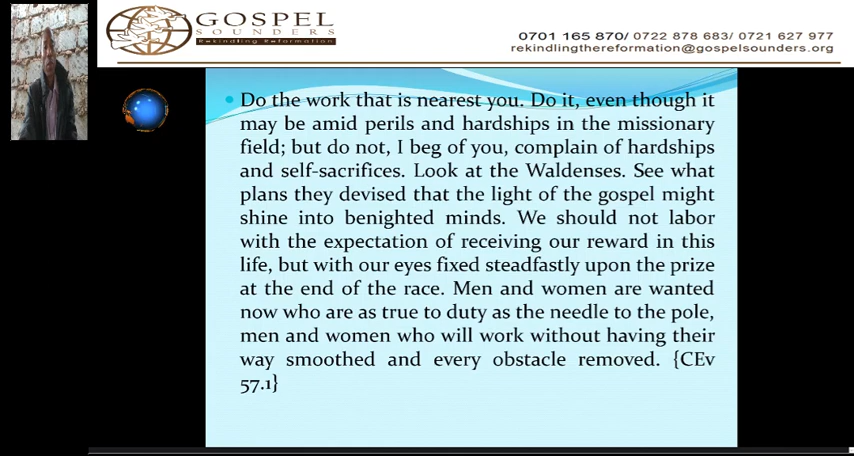 GOSPEL
SOUNDERS
Rekindling Reformation
0701 165 870/ 0722 878 683/ 0721 627 977
rekindlingthereformation@gospelsounders.org
• Do the work that is nearest you. Do it, even though it
may be amid perils and hardships in the missionary
field; but do not, I beg of you, complain of hardships
and self-sacrifices. Look at the Waldenses. See what
plans they devised that the light of the gospel might
shine into benighted minds. We should not labor
with the expectation of receiving our reward in this
life, but with our eyes fixed steadfastly upon the prize
at the end of the race. Men and women are wanted
now who are as true to duty as the needle to the pole,
men and women who will work without having their
way smoothed and every obstacle removed. {CEv
57.1}